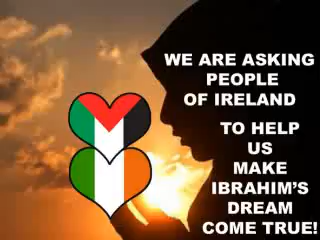 WE ARE ASKING
PEOPLE
OF IRELAND
TO HELP
US
MAKE
IBRAHIM'S
DREAM
COME TRUE!